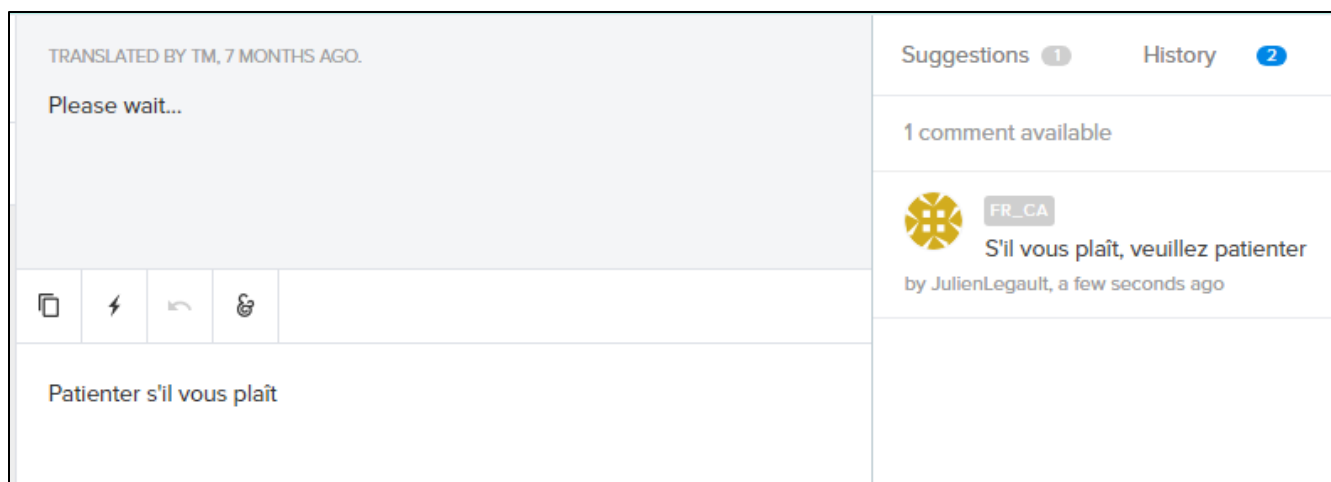 TRANSLATED BY TM, 7 MONTHS AGO.
Please wait...
Patienter s'il vous plaît
Suggestions 1 History 2
1 comment available
FR_CA
S'il vous plaît, veuillez patienter
by JulienLegault, a few seconds ago